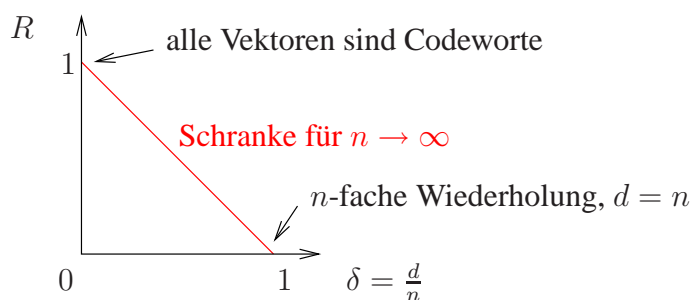 R
alle Vektoren sind Codeworte
1
Schranke für n → ∞
n-fache Wiederholung, d = n
0
1
δ = d/n